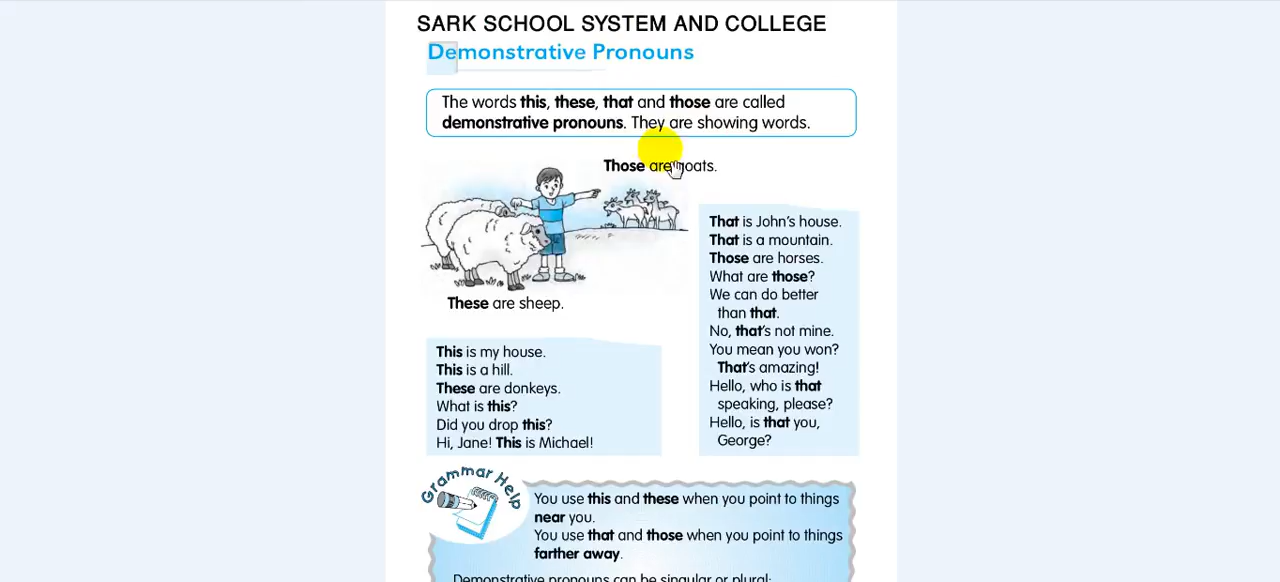 SARK SCHOOL SYSTEM AND COLLEGE
Demonstrative Pronouns
The words this, these, that and those are called
demonstrative pronouns. They are showing words.
Those are goats.
These are sheep.
This is my house.
This is a hill.
These are donkeys.
What is this?
Did you drop this?
Hi, Jane! This is Michael!
That is John's house.
That is a mountain.
Those are horses.
What are those?
We can do better
than that.
No, that's not mine.
You mean you won?
That's amazing!
Hello, who is that
speaking, please?
Hello, is that you,
George?
Grammar Help
You use this and these when you point to things
near you.
You use that and those when you point to things
farther away.
Demonstrative pronouns can be singular or plural: